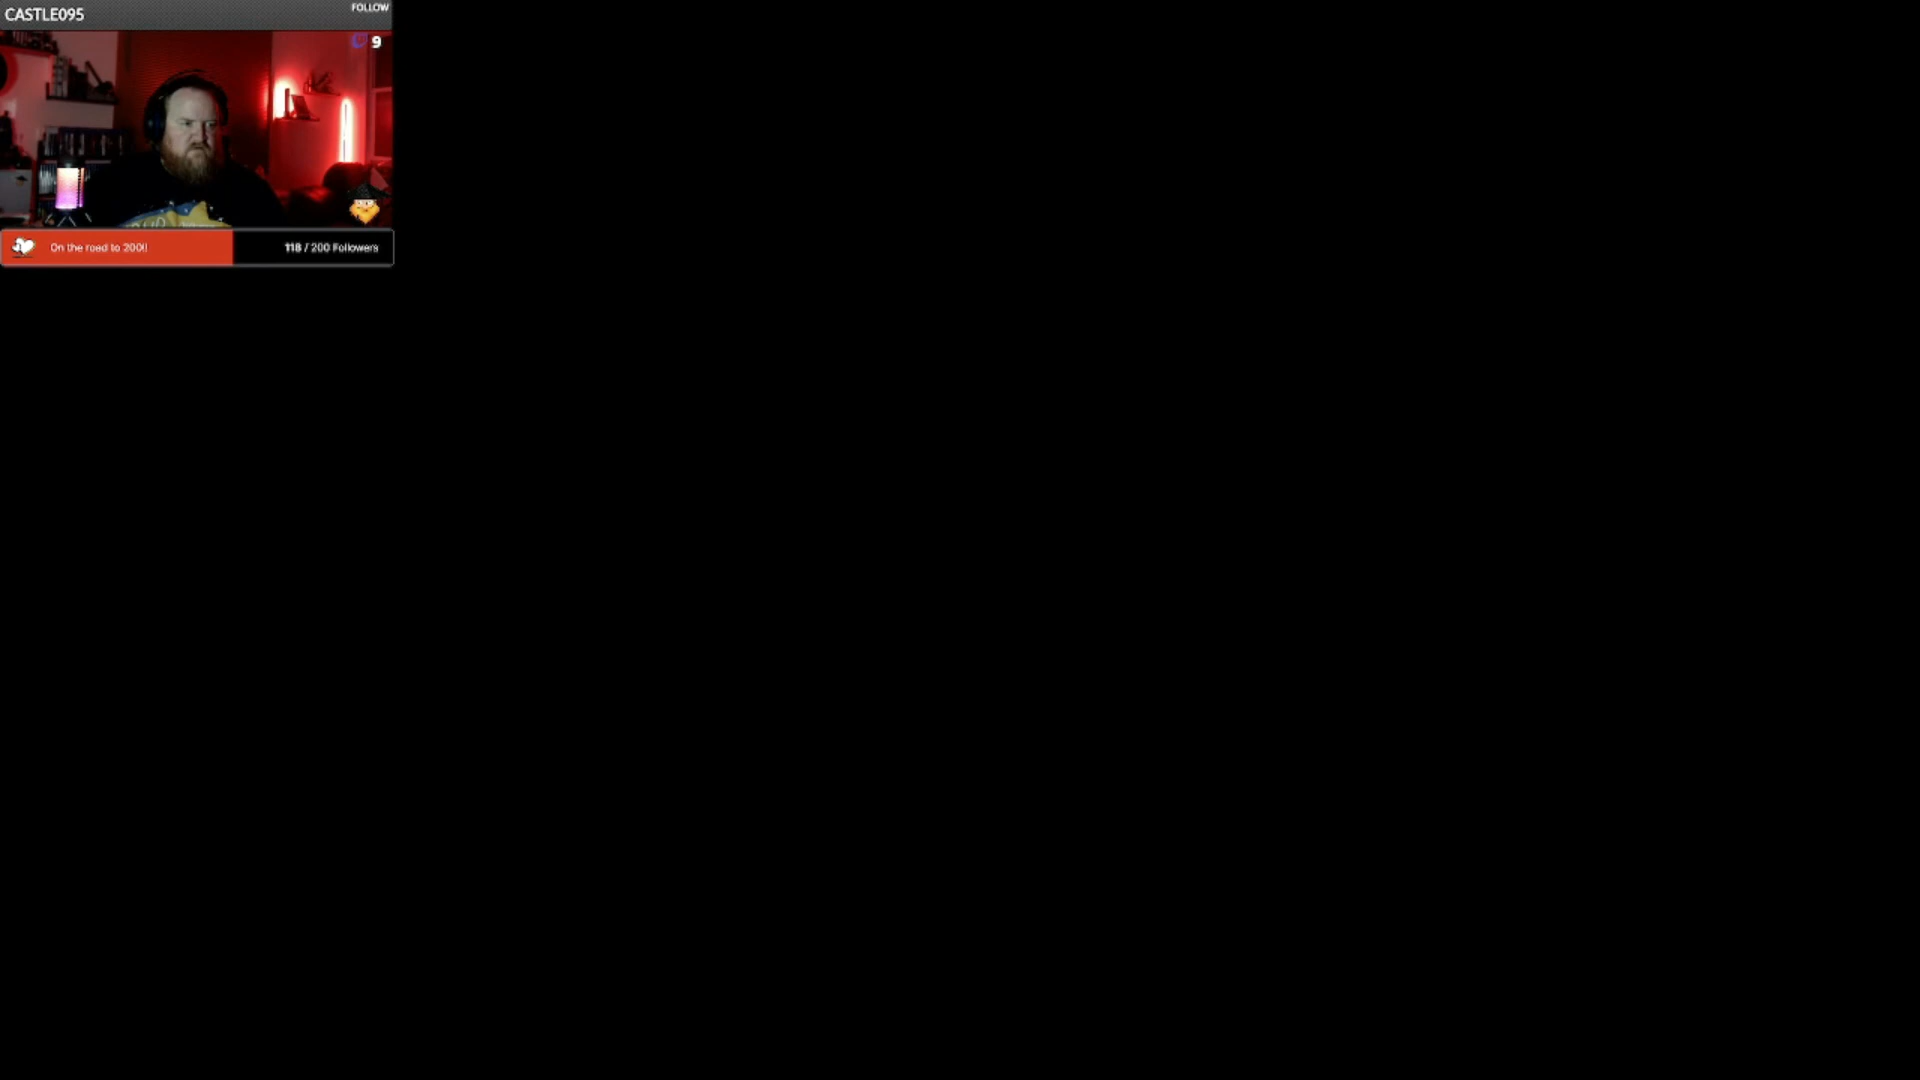 CASTLE095
FOLLOW
9
On the road to 200!!
118 / 200 Followers